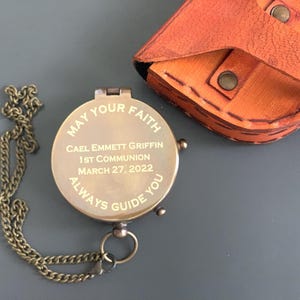 MAY YOUR FAITH
CAEL EMMETT GRIFFIN
1ST COMMUNION
MARCH 27, 2022
ALWAYS GUIDE YOU